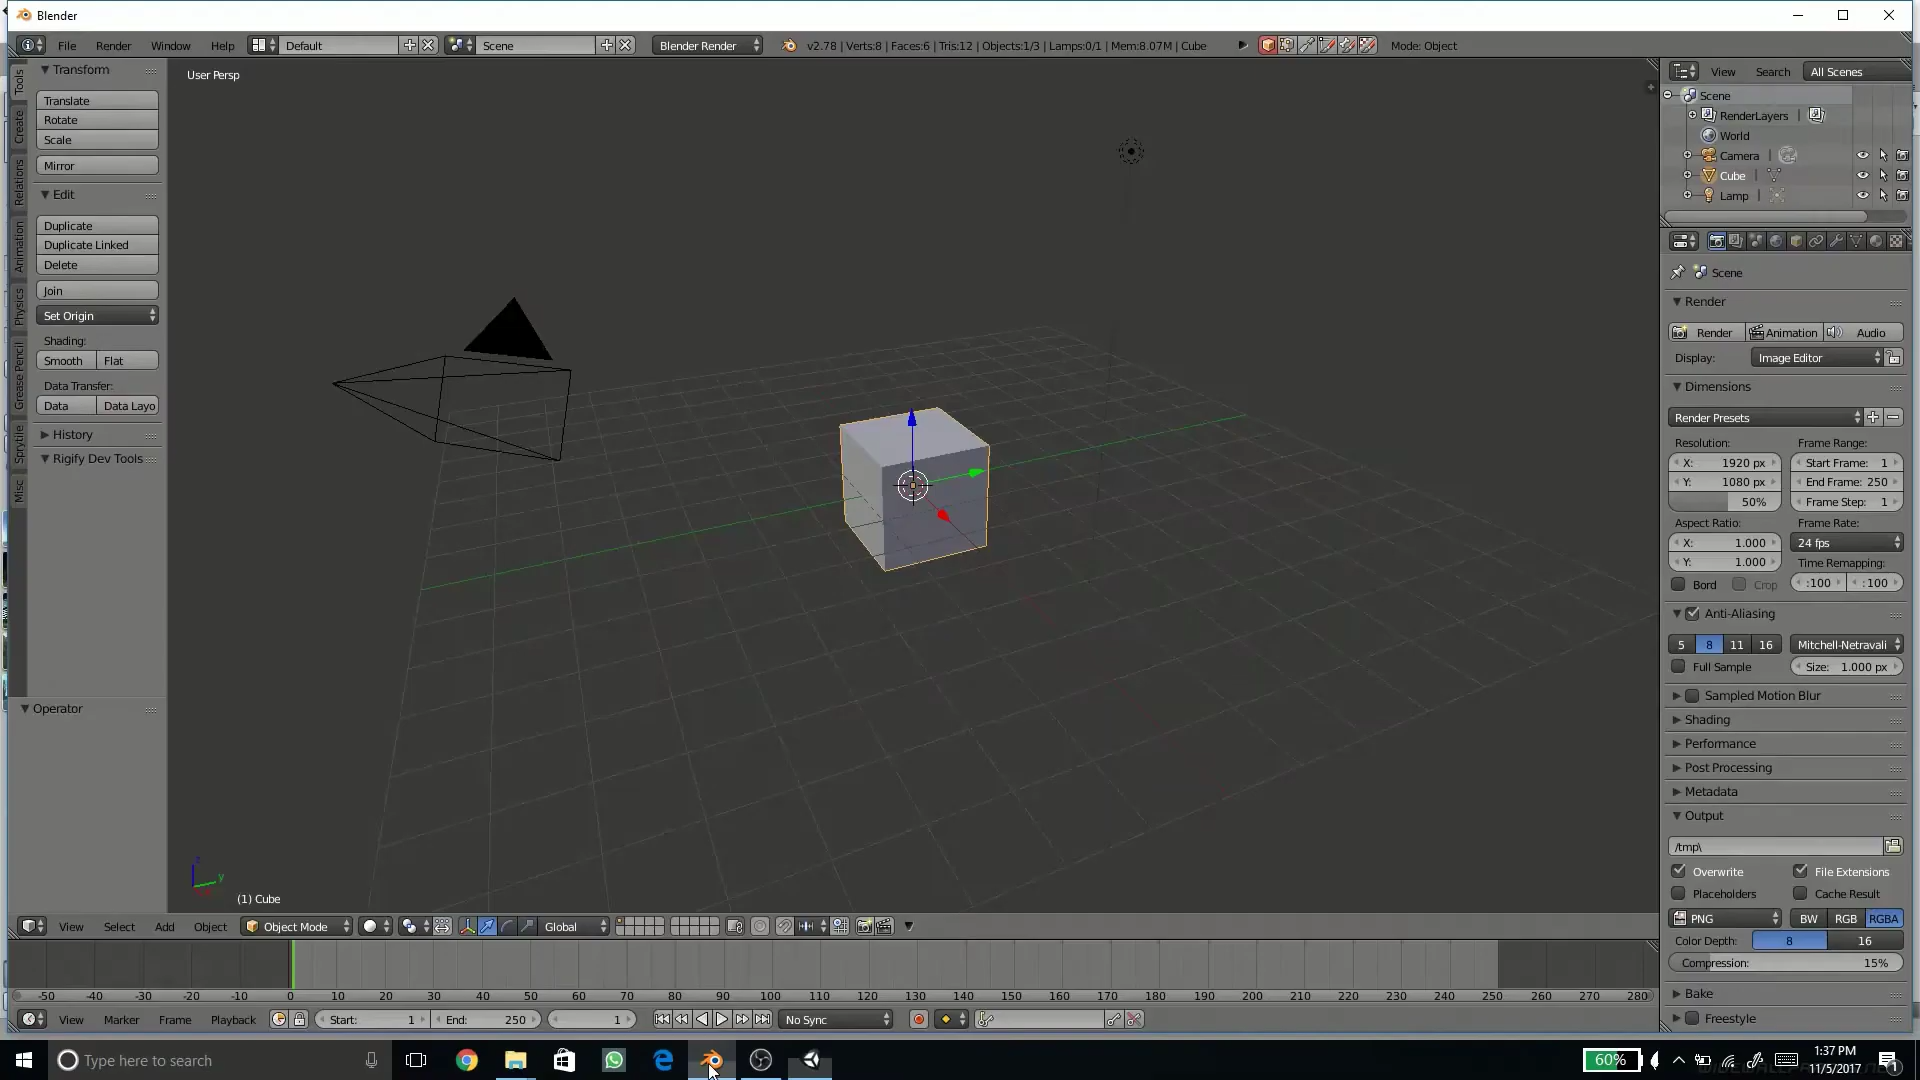 Blender
File Render Window Help Default Scene Blender Render v2.78 | Verts:8 | Faces:6 | Tris:12 | Objects:1/3 | Lamps:0/1 | Mem:8.07M | Cube Mode: Object
Tools
Create
Relations
Animation
Physics
Grease Pencil
Sprytile
Misc
Transform
Translate
Rotate
Scale
Mirror
Edit
Duplicate
Duplicate Linked
Delete
Join
Set Origin
Shading:
Smooth Flat
Data Transfer:
Data Data Layo
History
Rigify Dev Tools
Operator
User Persp
z
y
(1) Cube
View Select Add Object Object Mode Global
-50 -40 -30 -20 -10 0 10 20 30 40 50 60 70 80 90 100 110 120 130 140 150 160 170 180 190 200 210 220 230 240 250 260 270 280
View Marker Frame Playback Start: 1 End: 250 1 No Sync
View Search All Scenes
Scene
RenderLayers |
World
Camera |
Cube |
Lamp |
Scene
Render
Render Animation Audio
Display: Image Editor
Dimensions
Render Presets
Resolution: Frame Range:
X: 1920 px Start Frame: 1
Y: 1080 px End Frame: 250
50% Frame Step: 1
Aspect Ratio: Frame Rate:
X: 1.000 24 fps
Y: 1.000 Time Remapping:
Bord Crop :100 :100
Anti-Aliasing
5 8 11 16 Mitchell-Netravali
Full Sample Size: 1.000 px
Sampled Motion Blur
Shading
Performance
Post Processing
Metadata
Output
/tmp\
Overwrite File Extensions
Placeholders Cache Result
PNG BW RGB RGBA
Color Depth: 8 16
Compression: 15%
Bake
Freestyle
Type here to search
60%
1:37 PM
11/5/2017
1